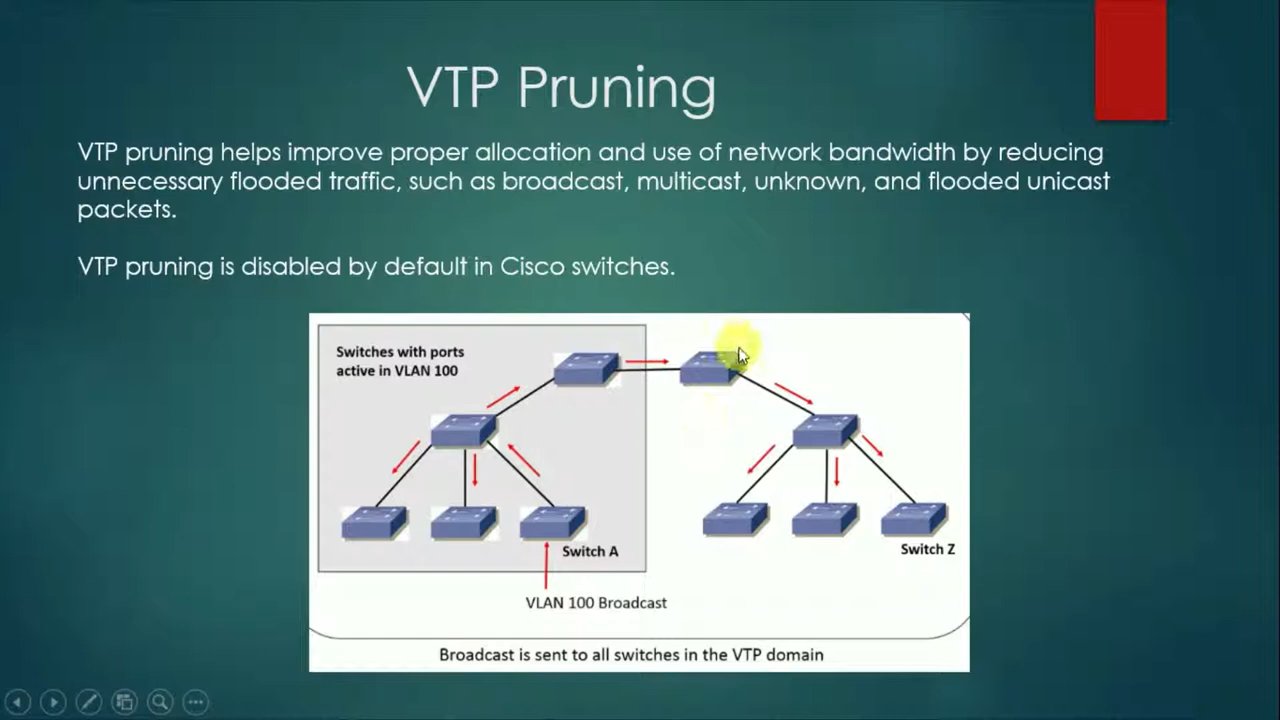 VTP Pruning
VTP pruning helps improve proper allocation and use of network bandwidth by reducing
unnecessary flooded traffic, such as broadcast, multicast, unknown, and flooded unicast
packets.
VTP pruning is disabled by default in Cisco switches.
Switches with ports
active in VLAN 100
Switch A
Switch Z
VLAN 100 Broadcast
Broadcast is sent to all switches in the VTP domain